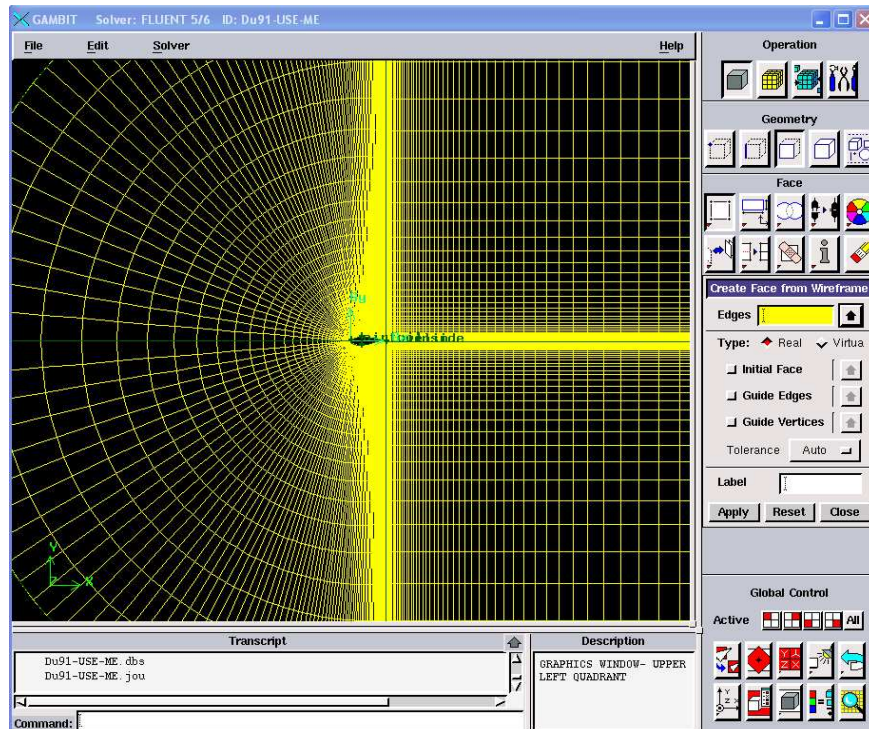 GAMBIT Solver: FLUENT 5/6 ID: Du91-USE-ME
File Edit Solver Help
Operation
Geometry
Face
Create Face from Wireframe
Edges
Type: Real Virtua
Initial Face
Guide Edges
Guide Vertices
Tolerance Auto
Label
Apply Reset Close
Y
X
Z
Global Control
Active All
Transcript
Du91-USE-ME.dbs
Du91-USE-ME.jou
Command:
Description
GRAPHICS WINDOW- UPPER
LEFT QUADRANT